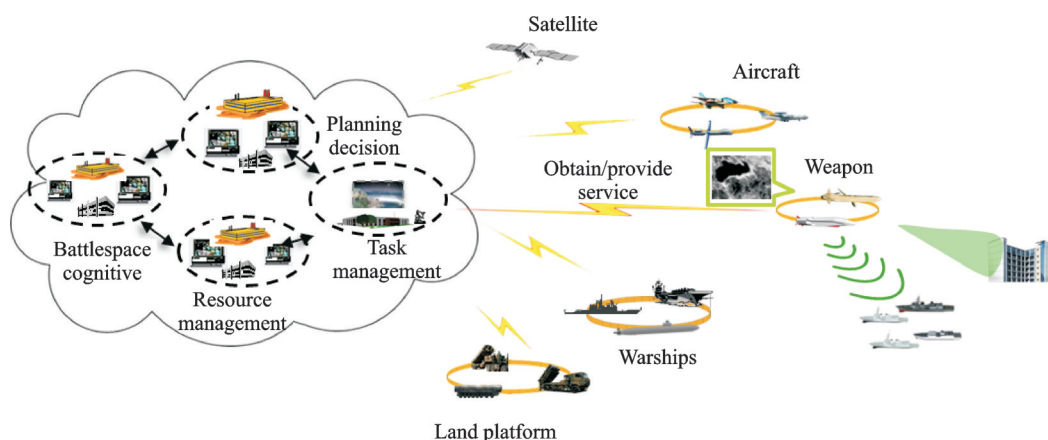 Satellite
Aircraft
Planning
decision
Obtain/provide
service
Weapon
Battlespace
cognitive
Task
management
Resource
management
Warships
Land platform